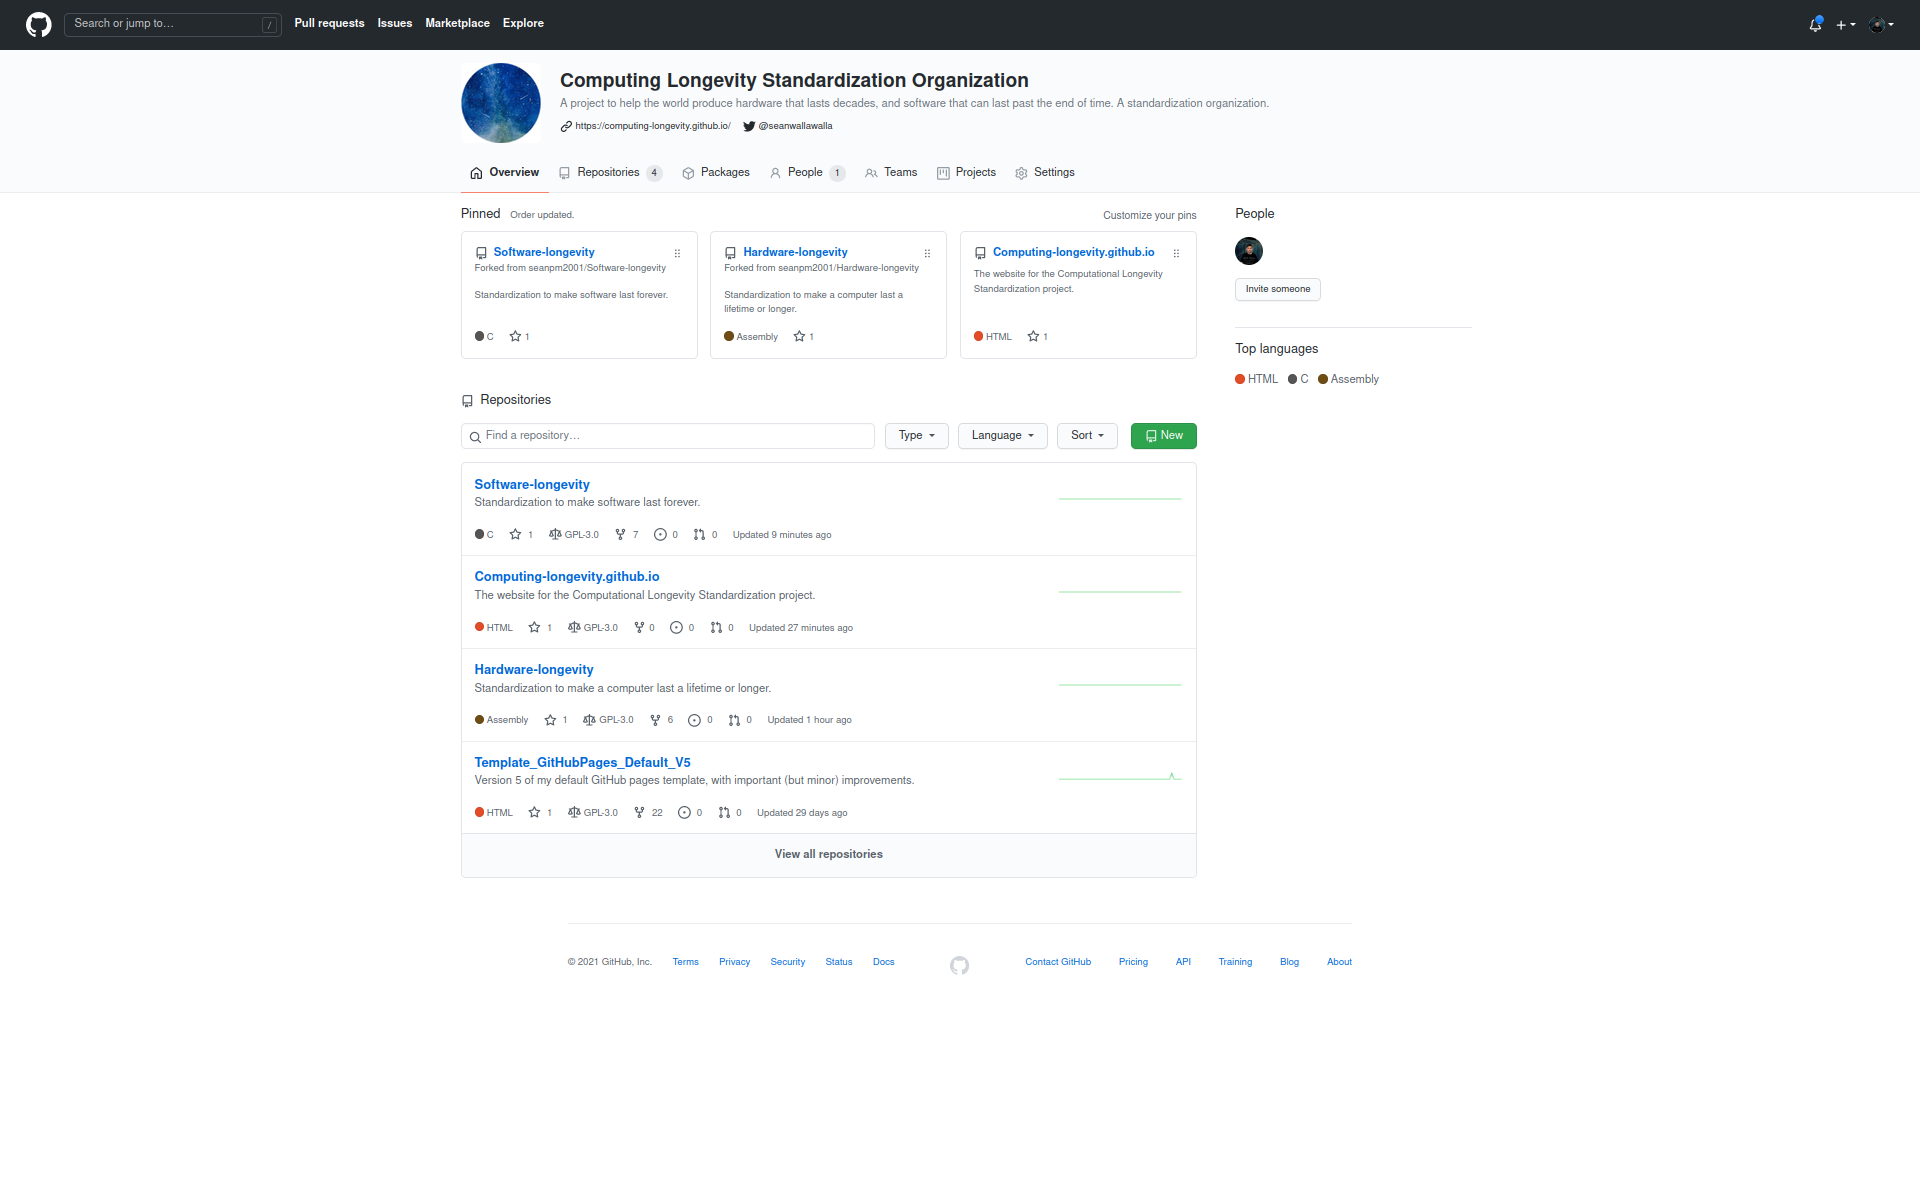 Search or jump to…
/
Pull requests Issues Marketplace Explore
Computing Longevity Standardization Organization
A project to help the world produce hardware that lasts decades, and software that can last past the end of time. A standardization organization.
https://computing-longevity.github.io/ @seanwallawalla
Overview Repositories 4 Packages People 1 Teams Projects Settings
Pinned Order updated. Customize your pins
Software-longevity
Forked from seanpm2001/Software-longevity
Standardization to make software last forever.
C 1
Hardware-longevity
Forked from seanpm2001/Hardware-longevity
Standardization to make a computer last a
lifetime or longer.
Assembly 1
Computing-longevity.github.io
The website for the Computational Longevity
Standardization project.
HTML 1
People
Invite someone
Top languages
HTML C Assembly
Repositories
Find a repository…
Type Language Sort New
Software-longevity
Standardization to make software last forever.
C 1 GPL-3.0 7 0 0 Updated 9 minutes ago
Computing-longevity.github.io
The website for the Computational Longevity Standardization project.
HTML 1 GPL-3.0 0 0 0 Updated 27 minutes ago
Hardware-longevity
Standardization to make a computer last a lifetime or longer.
Assembly 1 GPL-3.0 6 0 0 Updated 1 hour ago
Template_GitHubPages_Default_V5
Version 5 of my default GitHub pages template, with important (but minor) improvements.
HTML 1 GPL-3.0 22 0 0 Updated 29 days ago
View all repositories
© 2021 GitHub, Inc. Terms Privacy Security Status Docs Contact GitHub Pricing API Training Blog About